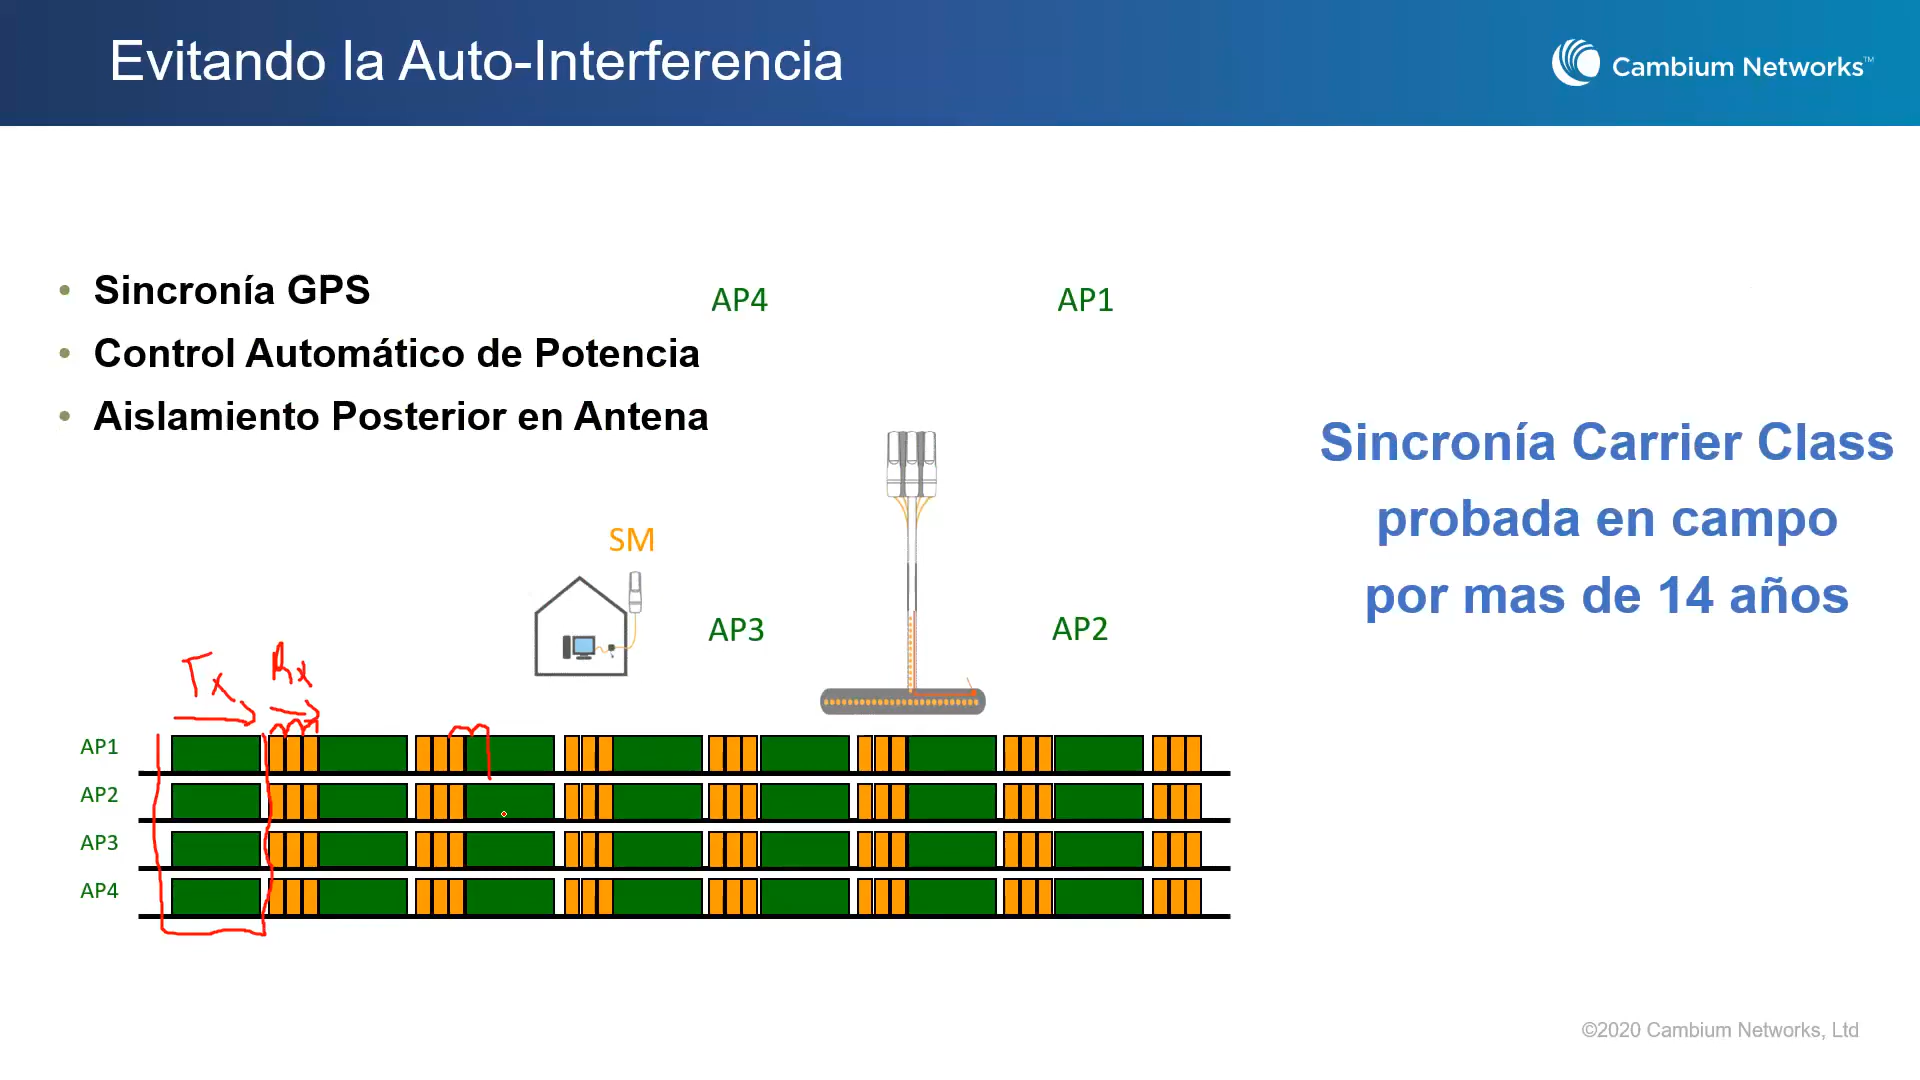 Evitando la Auto-Interferencia
Cambium Networks™
• Sincronía GPS
• Control Automático de Potencia
• Aislamiento Posterior en Antena
AP4
AP1
Sincronía Carrier Class
probada en campo
por mas de 14 años
SM
AP3
AP2
Tx
Rx
AP1
AP2
AP3
AP4
©2020 Cambium Networks, Ltd